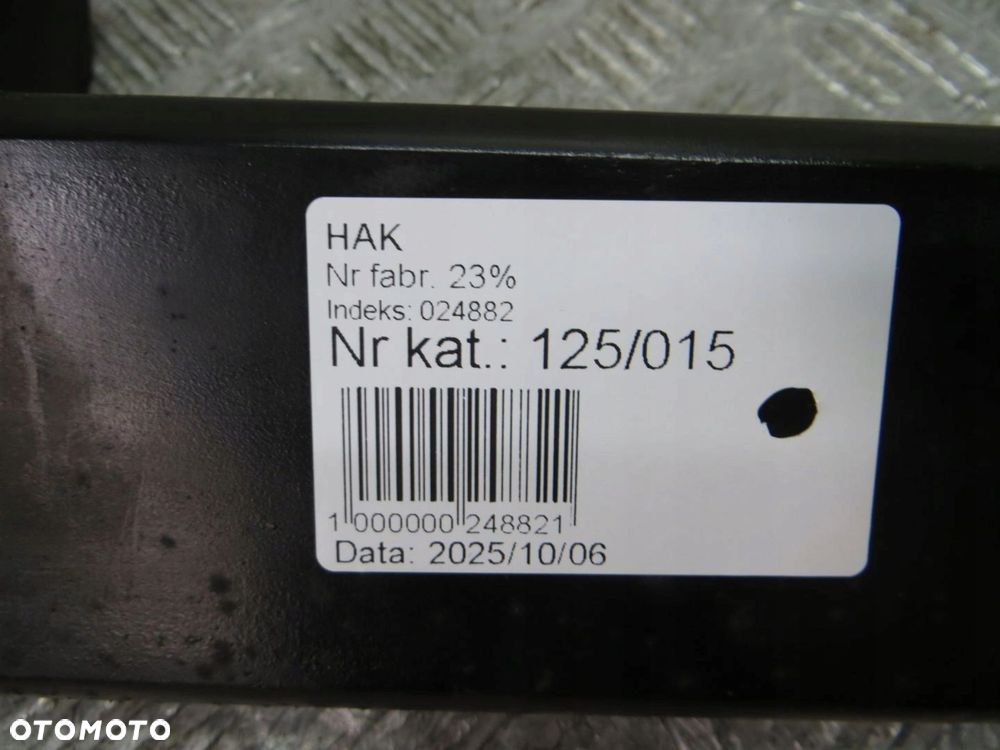 HAK
Nr fabr. 23%
Indeks: 024882
Nr kat.: 125/015
1 000000 248821
Data: 2025/10/06
OTOMOTO